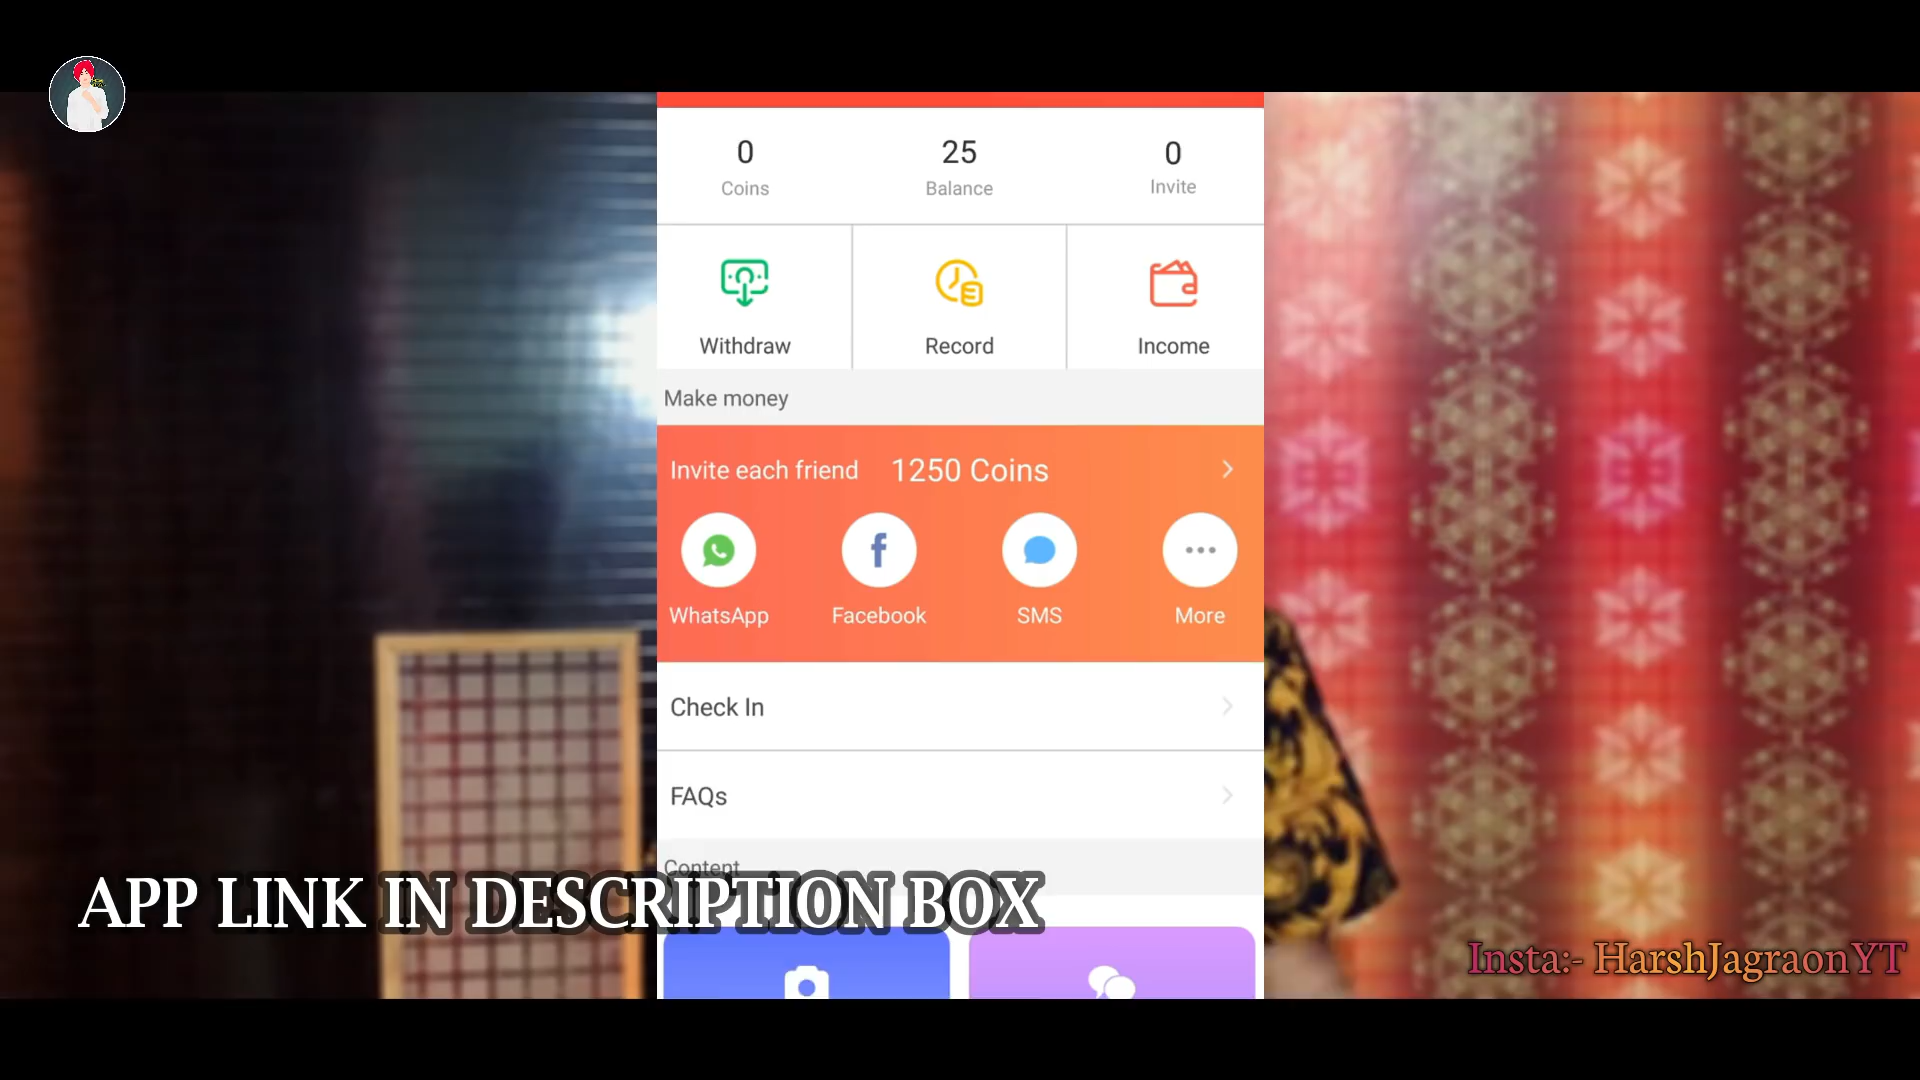 0
Coins
25
Balance
0
Invite
Withdraw
Record
Income
Make money
Invite each friend 1250 Coins
WhatsApp
Facebook
SMS
More
Check In
FAQs
Content
APP LINK IN DESCRIPTION BOX
Insta:- HarshJagraonYT